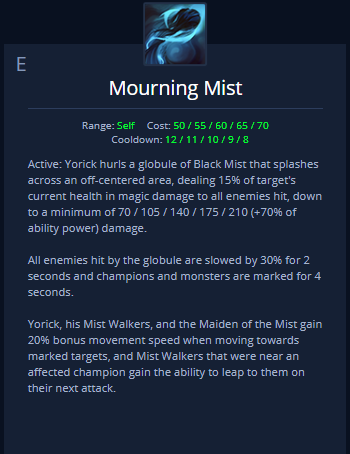 E
Mourning Mist
Range: Self Cost: 50 / 55 / 60 / 65 / 70
Cooldown: 12 / 11 / 10 / 9 / 8
Active: Yorick hurls a globule of Black Mist that splashes
across an off-centered area, dealing 15% of target's
current health in magic damage to all enemies hit, down
to a minimum of 70 / 105 / 140 / 175 / 210 (+70% of
ability power) damage.
All enemies hit by the globule are slowed by 30% for 2
seconds and champions and monsters are marked for 4
seconds.
Yorick, his Mist Walkers, and the Maiden of the Mist gain
20% bonus movement speed when moving towards
marked targets, and Mist Walkers that were near an
affected champion gain the ability to leap to them on
their next attack.